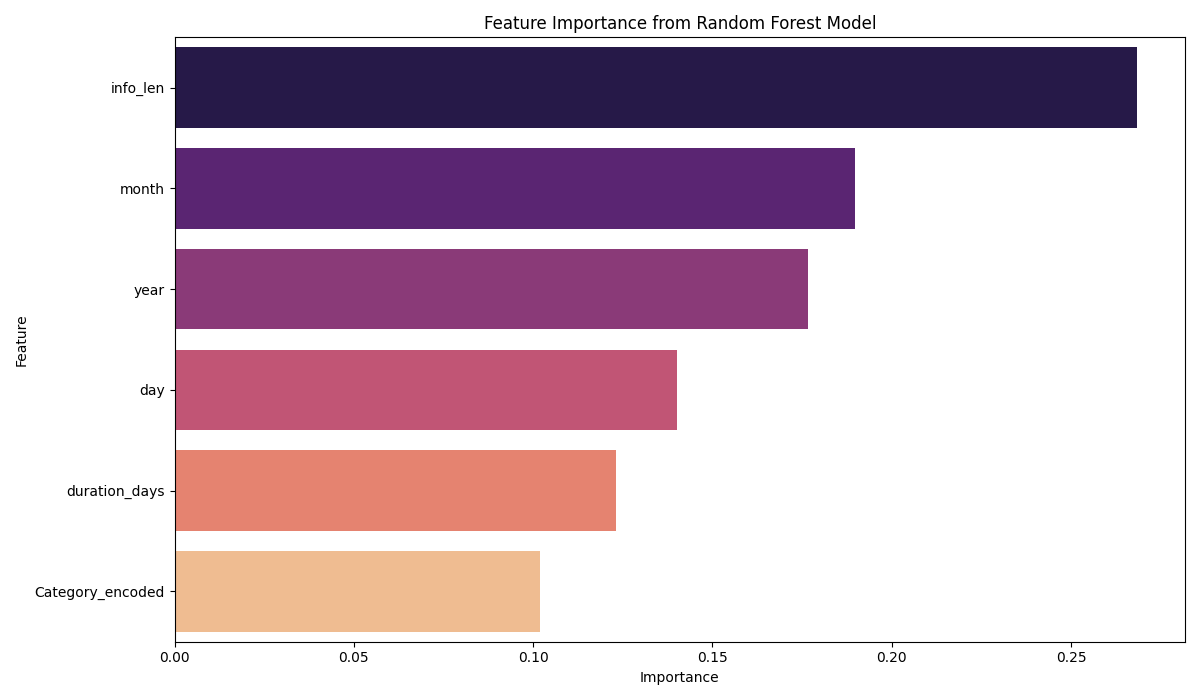 Feature Importance from Random Forest Model
info_len
month
year
day
duration_days
Category_encoded
Feature
0.00 0.05 0.10 0.15 0.20 0.25
Importance